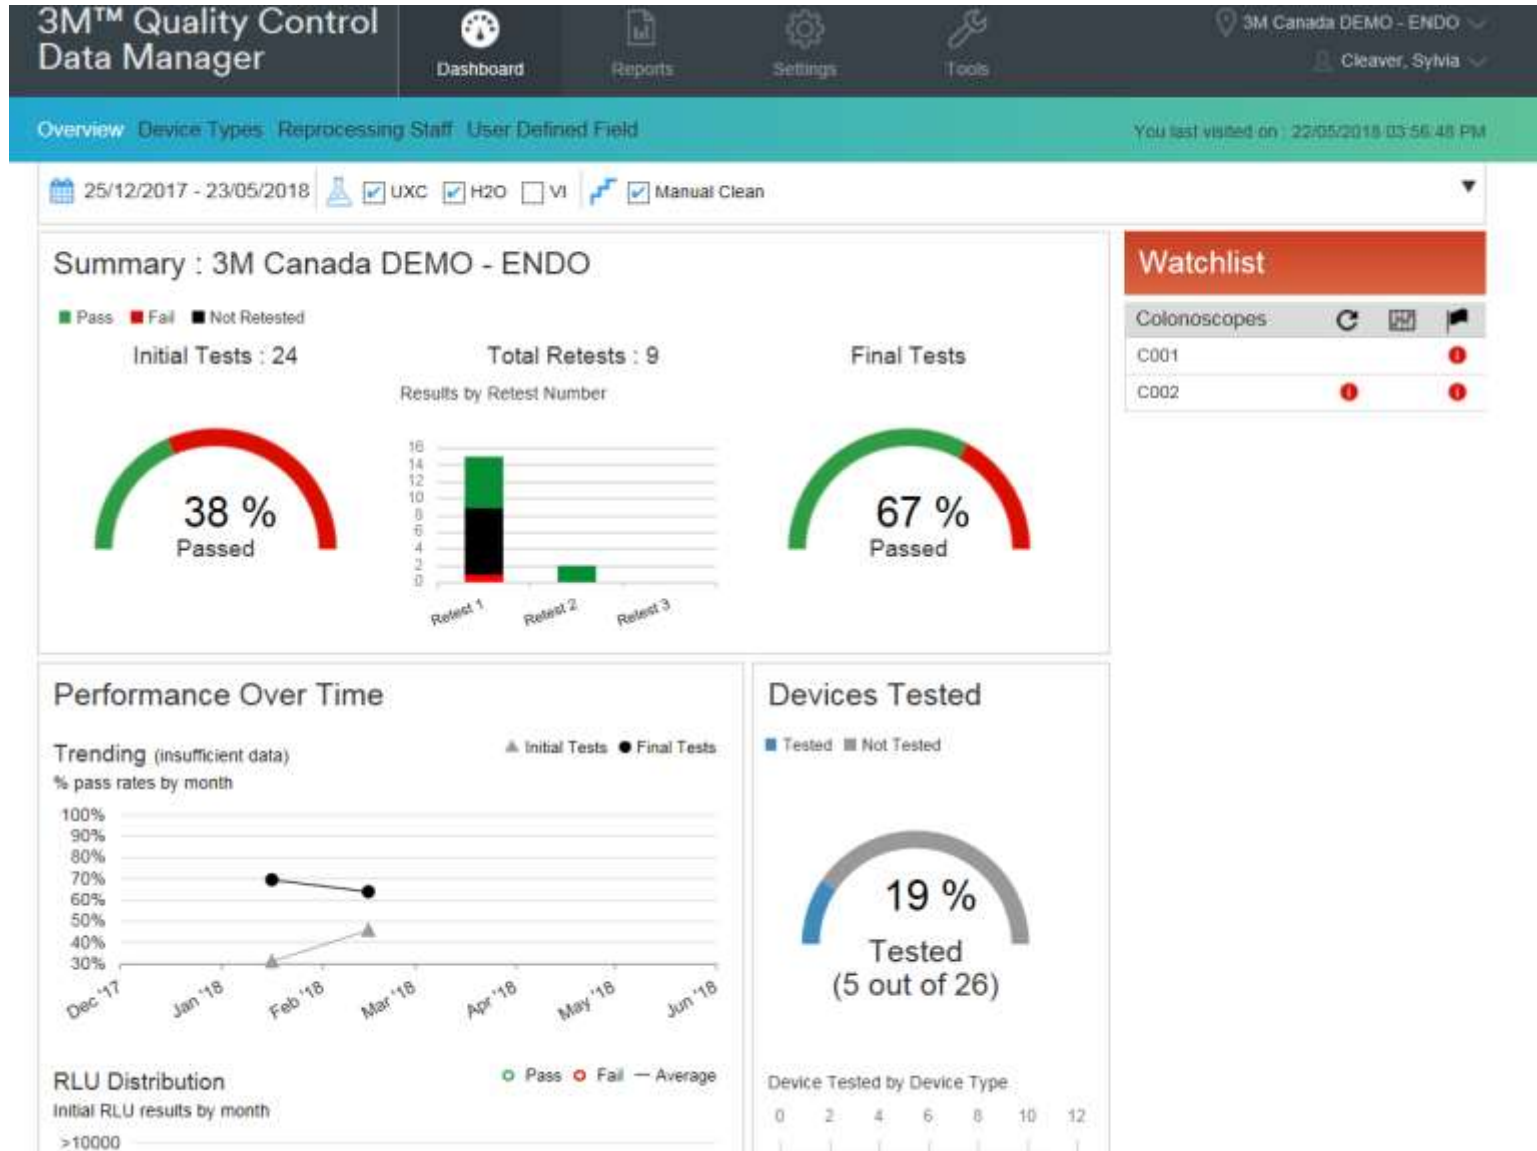 3M™ Quality Control
Data Manager
Dashboard
Reports
Settings
Tools
3M Canada DEMO - ENDO
Cleaver, Sylvia
Overview Device Types Reprocessing Staff User Defined Field
You last visited on : 22/05/2018 03:56:48 PM
25/12/2017 - 23/05/2018 UXC H2O VI Manual Clean
Summary : 3M Canada DEMO - ENDO
Pass Fail Not Retested
Initial Tests : 24
38 %
Passed
Total Retests : 9
Results by Retest Number
16
14
12
10
8
6
4
2
0
Retest 1 Retest 2 Retest 3
Final Tests
67 %
Passed
Watchlist
Colonoscopes
C001
C002
Performance Over Time
Trending (insufficient data)
Initial Tests Final Tests
% pass rates by month
100%
90%
80%
70%
60%
50%
40%
30%
Dec '17 Jan '18 Feb '18 Mar '18 Apr '18 May '18 Jun '18
RLU Distribution
Pass Fail Average
Initial RLU results by month
>10000
Devices Tested
Tested Not Tested
19 %
Tested
(5 out of 26)
Device Tested by Device Type
0 2 4 6 8 10 12